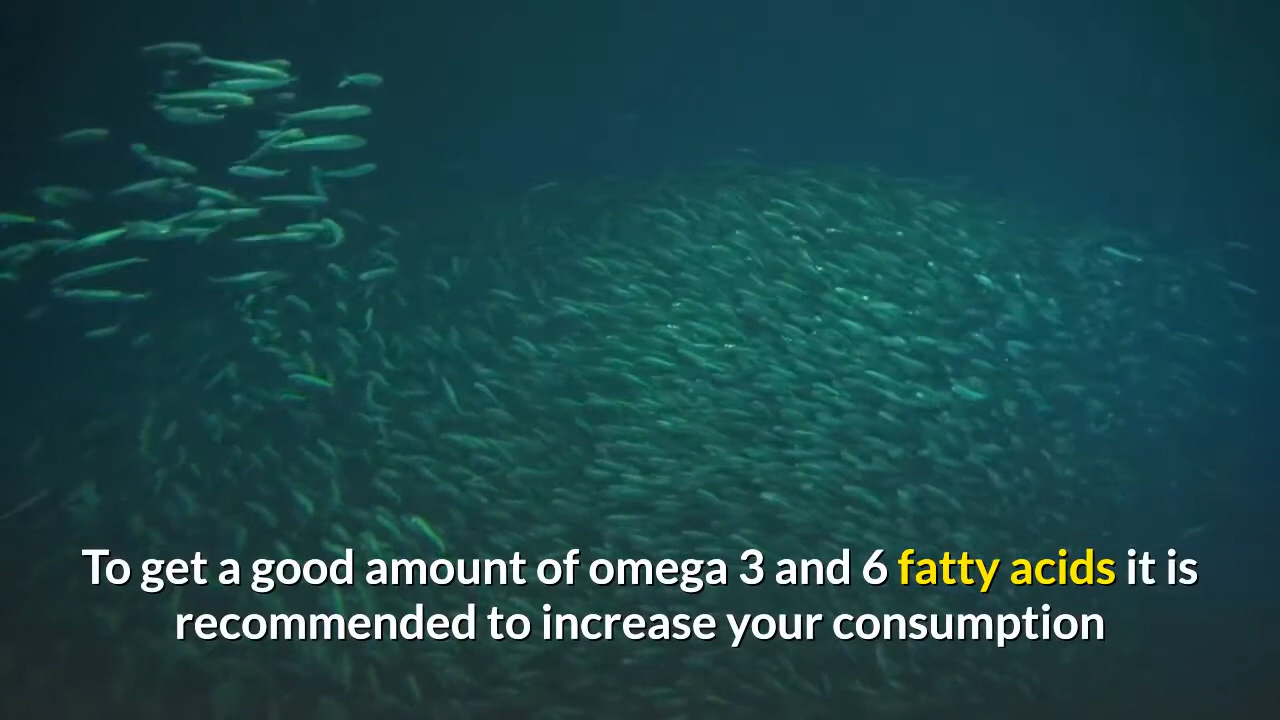 To get a good amount of omega 3 and 6 fatty acids it is
recommended to increase your consumption